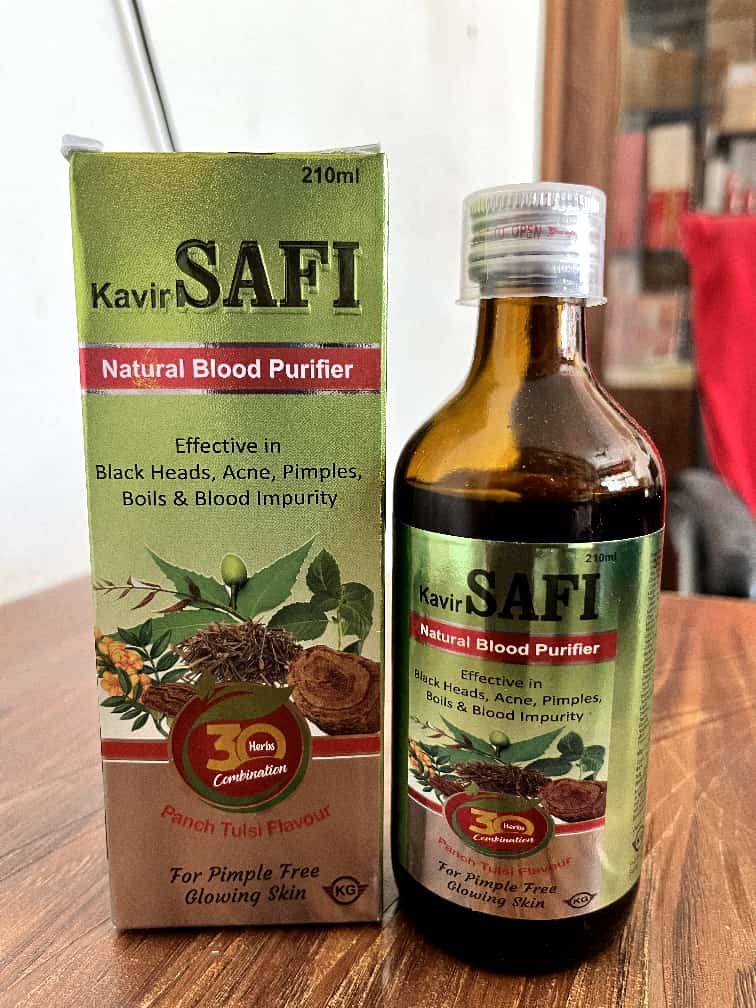 210ml
Kavir SAFI
Natural Blood Purifier
Effective in
Black Heads, Acne, Pimples,
Boils & Blood Impurity
30 Herbs
Combination
Panch Tulsi Flavour
For Pimple Free
Glowing Skin
KG
TO OPEN
210ml
Kavir SAFI
Natural Blood Purifier
Effective in
Black Heads, Acne, Pimples,
Boils & Blood Impurity
30 Herbs
Combination
Panch Tulsi Flavour
For Pimple Free
Glowing Skin
KG